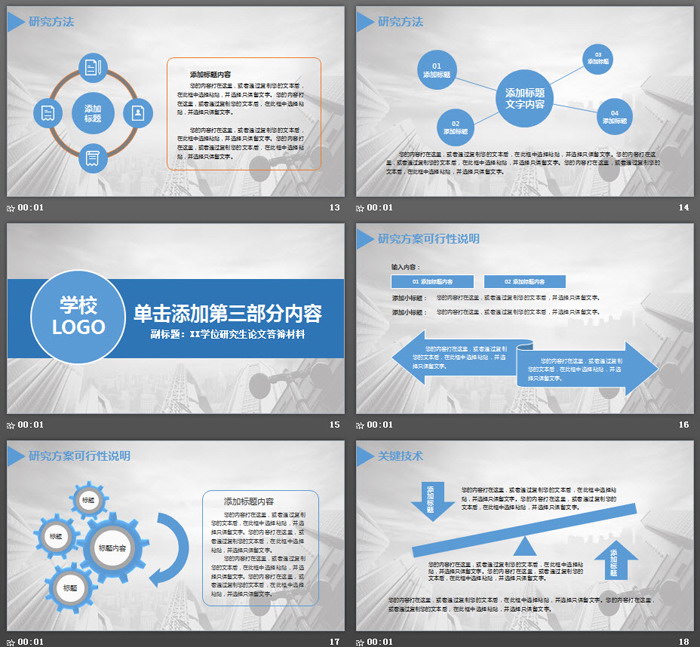 研究方法
添加
标题
添加标题内容
您的内容打在这里，或者通过复制您的文本后，在此框中选择粘贴，并选择只保留文字。您的内容打在这里，或者通过复制您的文本后，在此框中选择粘贴，并选择只保留文字。
您的内容打在这里，或者通过复制您的文本后，在此框中选择粘贴，并选择只保留文字。
00:01
13
研究方法
01
添加标题
02
添加标题
添加标题
文字内容
03
添加标题
04
添加标题
您的内容打在这里，或者通过复制您的文本后，在此框中选择粘贴，并选择只保留文字。您的内容打在这里，或者通过复制您的文本后，在此框中选择粘贴，并选择只保留文字。您的内容打在这里，或者通过复制您的文本后，在此框中选择粘贴，并选择只保留文字。
00:01
14
学校
LOGO
单击添加第三部分内容
副标题：XX学位研究生论文答辩材料
00:01
15
研究方案可行性说明
输入内容：
01 添加标题内容
02 添加标题内容
添加小标题： 您的内容打在这里，或者通过复制您的文本后，并选择只保留文字。
添加小标题： 您的内容打在这里，或者通过复制您的文本后，并选择只保留文字。
您的内容打在这里，或者通过复制您的文本后，在此框中选择粘贴，并选择只保留文字。
您的内容打在这里，或者通过复制您的文本后，在此框中选择粘贴，并选择只保留文字。
00:01
16
研究方案可行性说明
标题
标题
标题内容
标题
添加标题内容
您的内容打在这里，或者通过复制您的文本后，在此框中选择粘贴，并选择只保留文字。您的内容打在这里，或者通过复制您的文本后，在此框中选择粘贴，并选择只保留文字。
您的内容打在这里，或者通过复制您的文本后，在此框中选择粘贴，并选择只保留文字。您的内容打在这里，或者通过复制您的文本后，在此框中选择粘贴，并选择只保留文字。
00:01
17
关键技术
添加标题
您的内容打在这里，或者通过复制您的文本后，在此框中选择粘贴，并选择只保留文字。您的内容打在这里，或者通过复制您的文本后，在此框中选择粘贴，并选择只保留文字。
添加标题
您的内容打在这里，或者通过复制您的文本后，在此框中选择粘贴，并选择只保留文字。您的内容打在这里，或者通过复制您的文本后，在此框中选择粘贴，并选择只保留文字。
您的内容打在这里，或者通过复制您的文本后，在此框中选择粘贴，并选择只保留文字。您的内容打在这里，或者通过复制您的文本后，在此框中选择粘贴，并选择只保留文字。
00:01
18